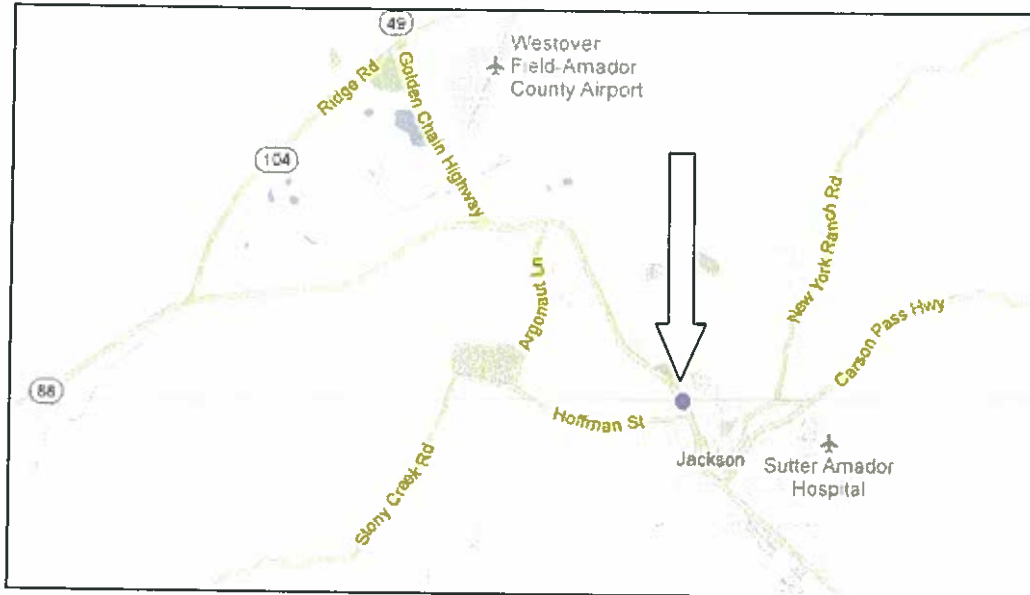 49
Westover
Field-Amador
County Airport
Ridge Rd
Golden Chain Highway
104
New York Ranch Rd
Argonaut Ln
Carson Pass Hwy
88
Hoffman St
Jackson
Sutter Amador
Hospital
Stony Creek Rd